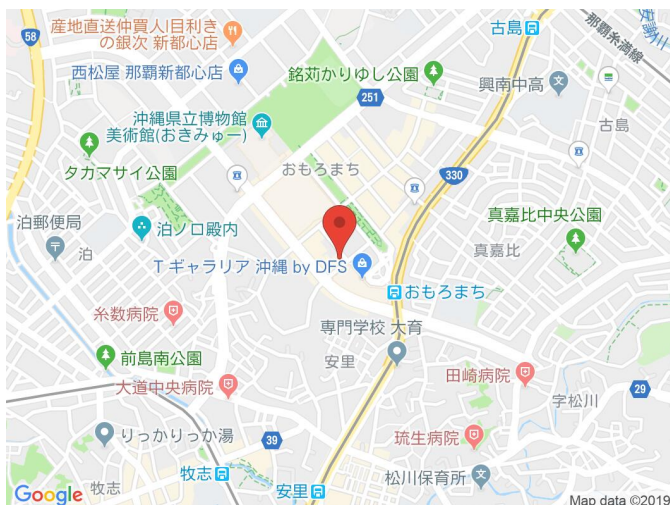 産地直送仲買人目利き
の銀次 新都心店
58
古島
那覇糸満線
安謝三
西松屋 那覇新都心店
銘苅かりゆし公園
興南中高
251
沖縄県立博物館
美術館(おきみゅー)
古島
タカマサイ公園
おもろまち
330
泊郵便局
泊
泊ノロ殿内
真嘉比中央公園
真嘉比
T ギャラリア 沖縄 by DFS
おもろまち
糸数病院
専門学校 大育
前島南公園
安里
田崎病院
大道中央病院
29
字松川
りっかりっか湯
39
琉生病院
牧志
松川保育所
牧志
安里
Google
Map data ©2019